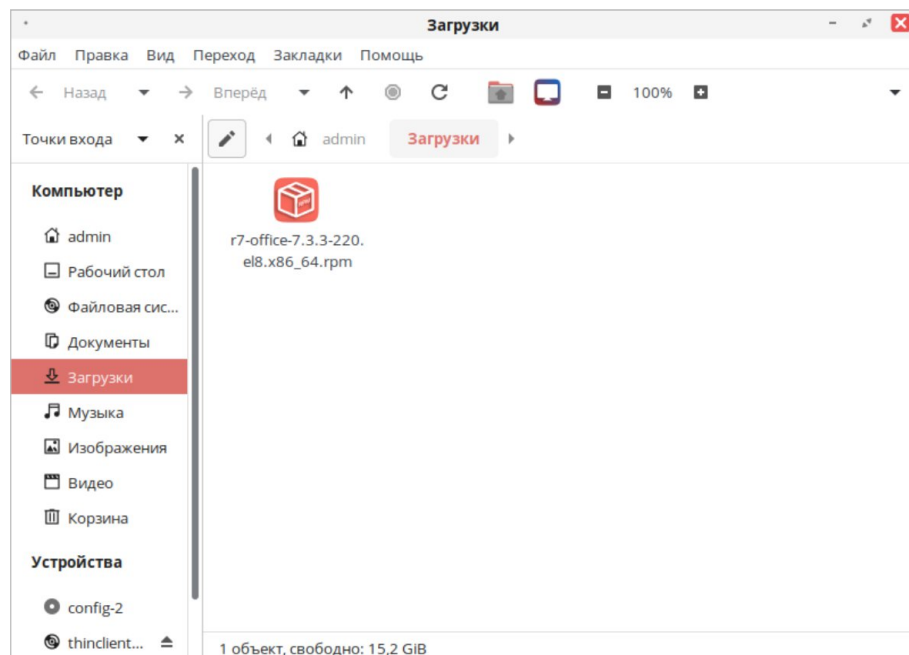 Загрузки
Файл Правка Вид Переход Закладки Помощь
Назад Вперёд 100%
Точки входа admin Загрузки
Компьютер
admin
Рабочий стол
Файловая сис...
Документы
Загрузки
Музыка
Изображения
Видео
Корзина
Устройства
config-2
thinclient...
r7-office-7.3.3-220.
el8.x86_64.rpm
1 объект, свободно: 15,2 GiB